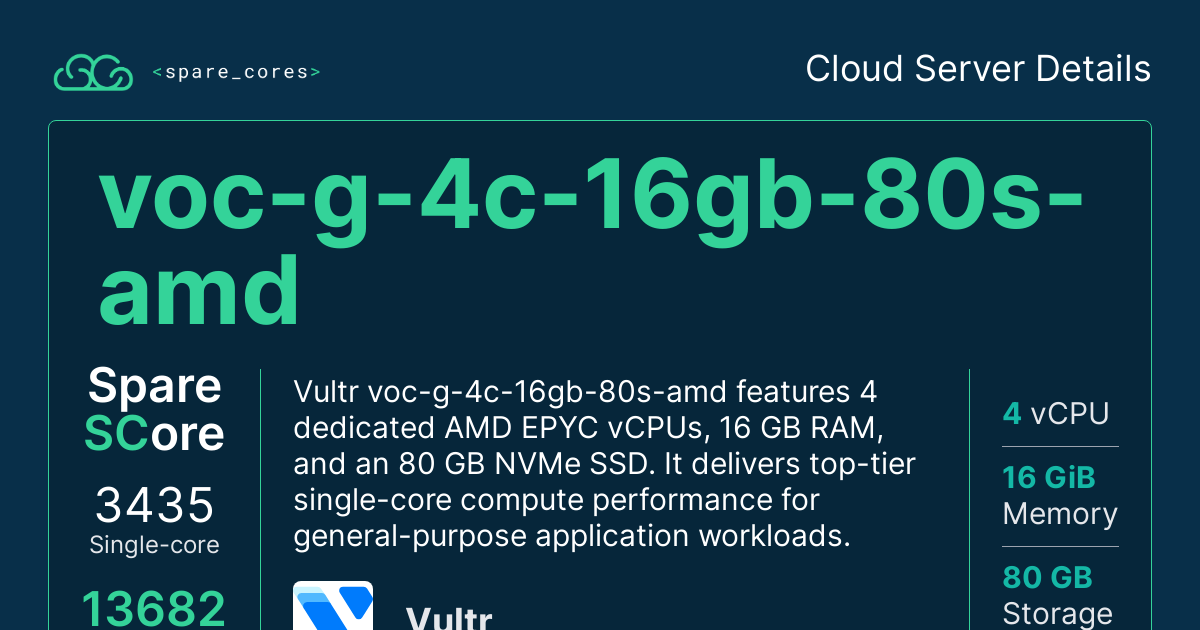 <spare_cores>
Cloud Server Details
voc-g-4c-16gb-80s-
amd
Spare
SCore
3435
Single-core
13682
Vultr voc-g-4c-16gb-80s-amd features 4
dedicated AMD EPYC vCPUs, 16 GB RAM,
and an 80 GB NVMe SSD. It delivers top-tier
single-core compute performance for
general-purpose application workloads.
Vultr
4 vCPU
16 GiB
Memory
80 GB
Storage